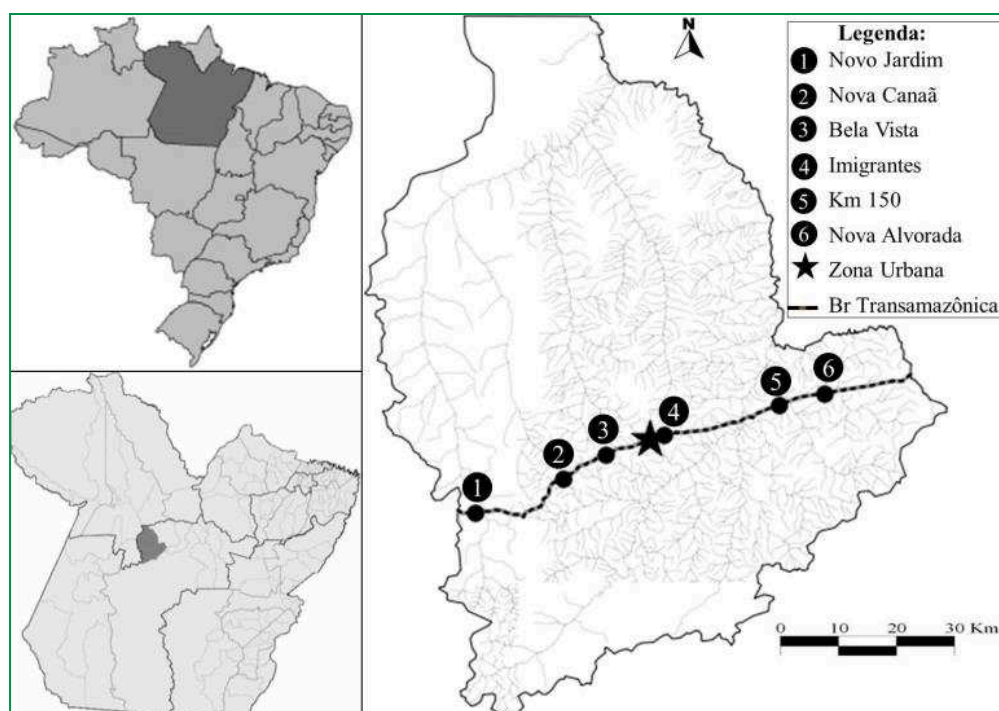 N
Legenda:
1 Novo Jardim
2 Nova Canaã
3 Bela Vista
4 Imigrantes
5 Km 150
6 Nova Alvorada
Zona Urbana
Br Transamazônica
1
2
3
4
5
6
0 10 20 30 Km